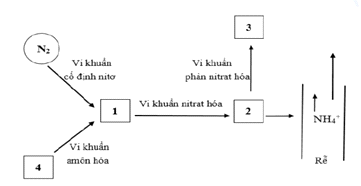 3
N₂
Vi khuẩn
cố định nitơ
Vi khuẩn
phản nitrat hóa
1
Vi khuẩn nitrat hóa
2
NH₄⁺
4
Vi khuẩn
amôn hóa
Rễ